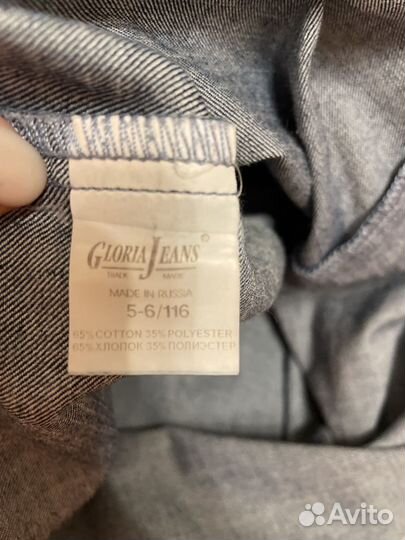 GLORIA JEANS®
TRADE MARK
MADE IN RUSSIA
5-6/116
65% COTTON 35% POLYESTER
65% ХЛОПОК 35% ПОЛИЭСТЕР
Avito